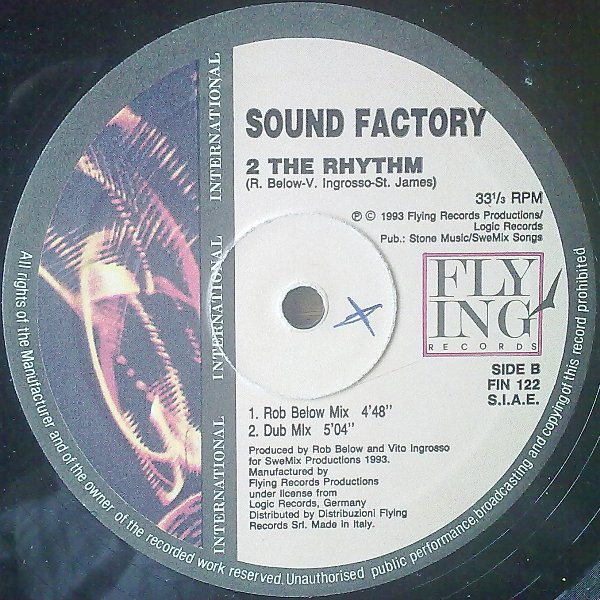 SOUND FACTORY
2 THE RHYTHM
(R. Below-V. Ingrosso-St. James)
33 1/3 RPM
℗ © 1993 Flying Records Productions/
Logic Records
Pub.: Stone Music/SweMix Songs
FLY
ING
RECORDS
SIDE B
FIN 122
S.I.A.E.
1. Rob Below Mix 4'48"
2. Dub Mix 5'04"
Produced by Rob Below and Vito Ingrosso
for SweMix Productions 1993.
Manufactured by
Flying Records Productions
under license from
Logic Records, Germany
Distributed by Distribuzioni Flying
Records Srl. Made in Italy.
INTERNATIONAL
INTERNATIONAL
INTERNATIONAL
All rights of the Manufacturer and of the owner of the recorded work reserved. Unauthorised public performance, broadcasting and copying of this record prohibited